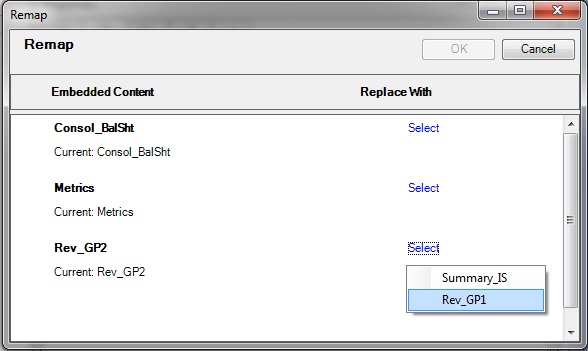 Remap
Remap
OK
Cancel
Embedded Content
Replace With
Consol_BalSht
Select
Current: Consol_BalSht
Metrics
Select
Current: Metrics
Rev_GP2
Select
Current: Rev_GP2
Summary_IS
Rev_GP1